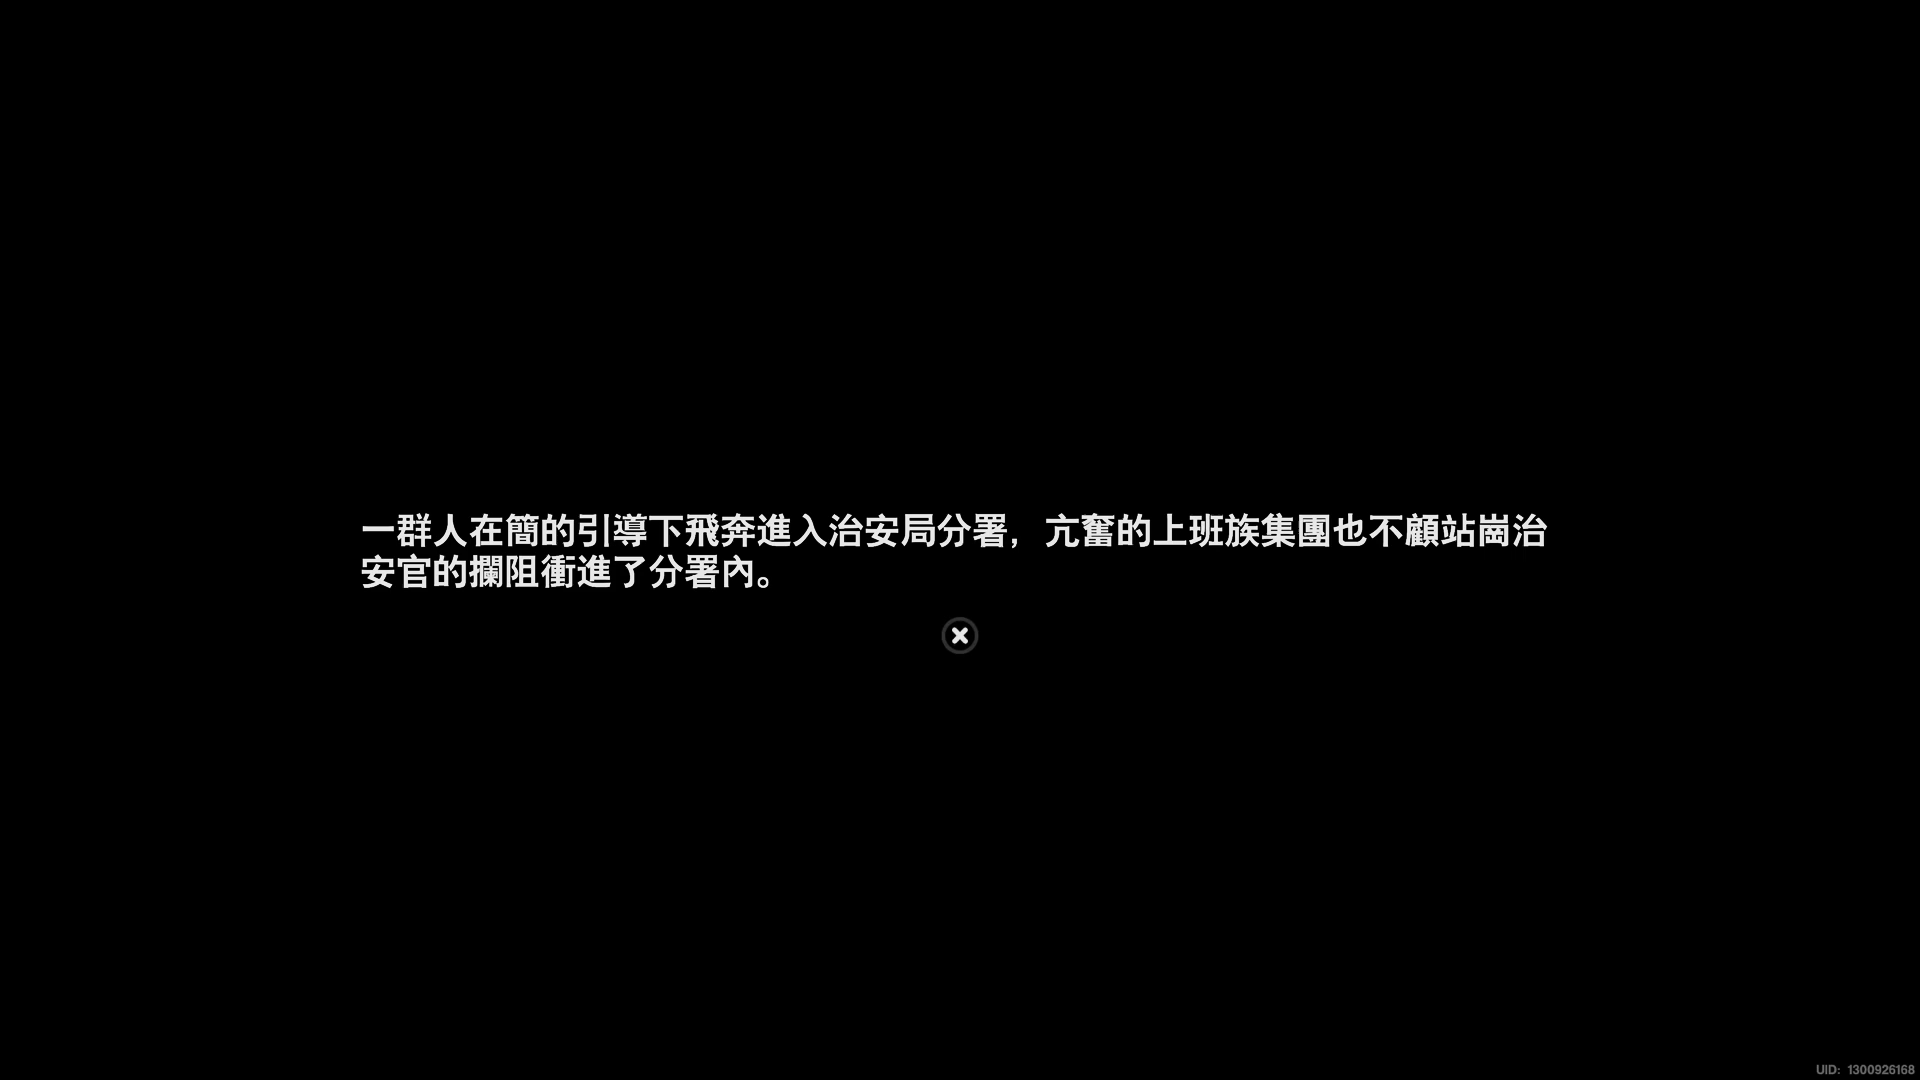 一群人在簡的引導下飛奔進入治安局分署，亢奮的上班族集團也不顧站崗治
安官的攔阻衝進了分署內。
UID: 1300926168